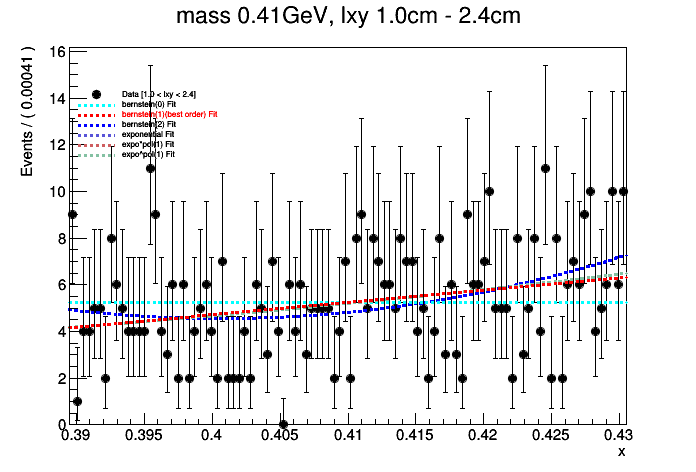 mass 0.41GeV, lxy 1.0cm - 2.4cm
Events / ( 0.00041 )
16
14
12
10
8
6
4
2
0
Data [1.0 < lxy < 2.4]
bernstein(0) Fit
bernstein(1)(best order) Fit
bernstein(2) Fit
exponential Fit
expo*pol(1) Fit
expo^pol(1) Fit
0.39 0.395 0.4 0.405 0.41 0.415 0.42 0.425 0.43
x